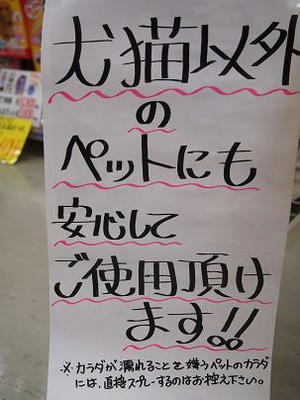 犬猫以外
の
ペットにも
安心して
ご使用頂け
ます!!
※カラダが濡れることを嫌うペットのカラダ
には、直接スプレーするのはお控え下さい。